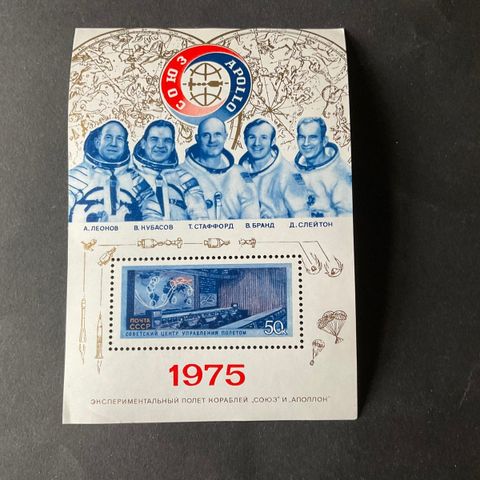 СОЮЗ APOLLO
А.ЛЕОНОВ В.КУБАСОВ Т.СТАФФОРД В.БРАНД Д.СЛЕЙТОН
ПОЧТА
СССР
50К
СОВЕТСКИЙ ЦЕНТР УПРАВЛЕНИЯ ПОЛЕТОМ
1975
ЭКСПЕРИМЕНТАЛЬНЫЙ ПОЛЕТ КОРАБЛЕЙ „СОЮЗ" И „АПОЛЛОН"